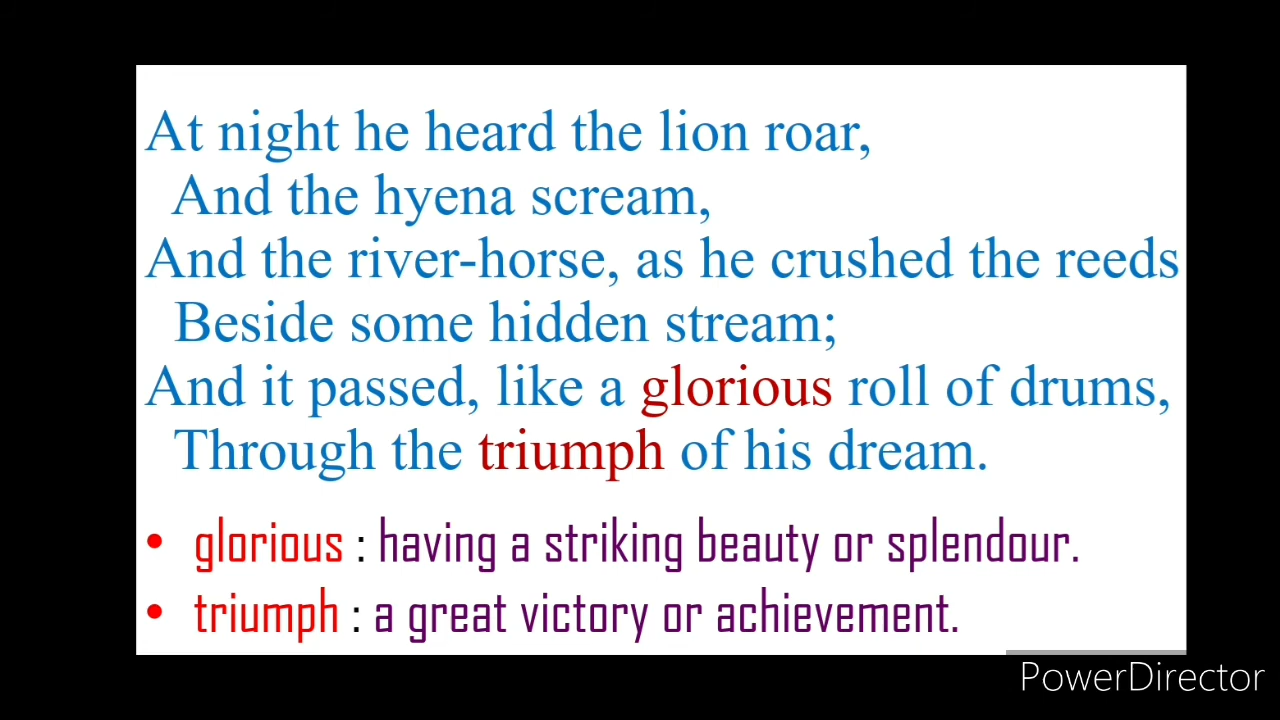 At night he heard the lion roar,
And the hyena scream,
And the river-horse, as he crushed the reeds
Beside some hidden stream;
And it passed, like a glorious roll of drums,
Through the triumph of his dream.
• glorious : having a striking beauty or splendour.
• triumph : a great victory or achievement.
PowerDirector